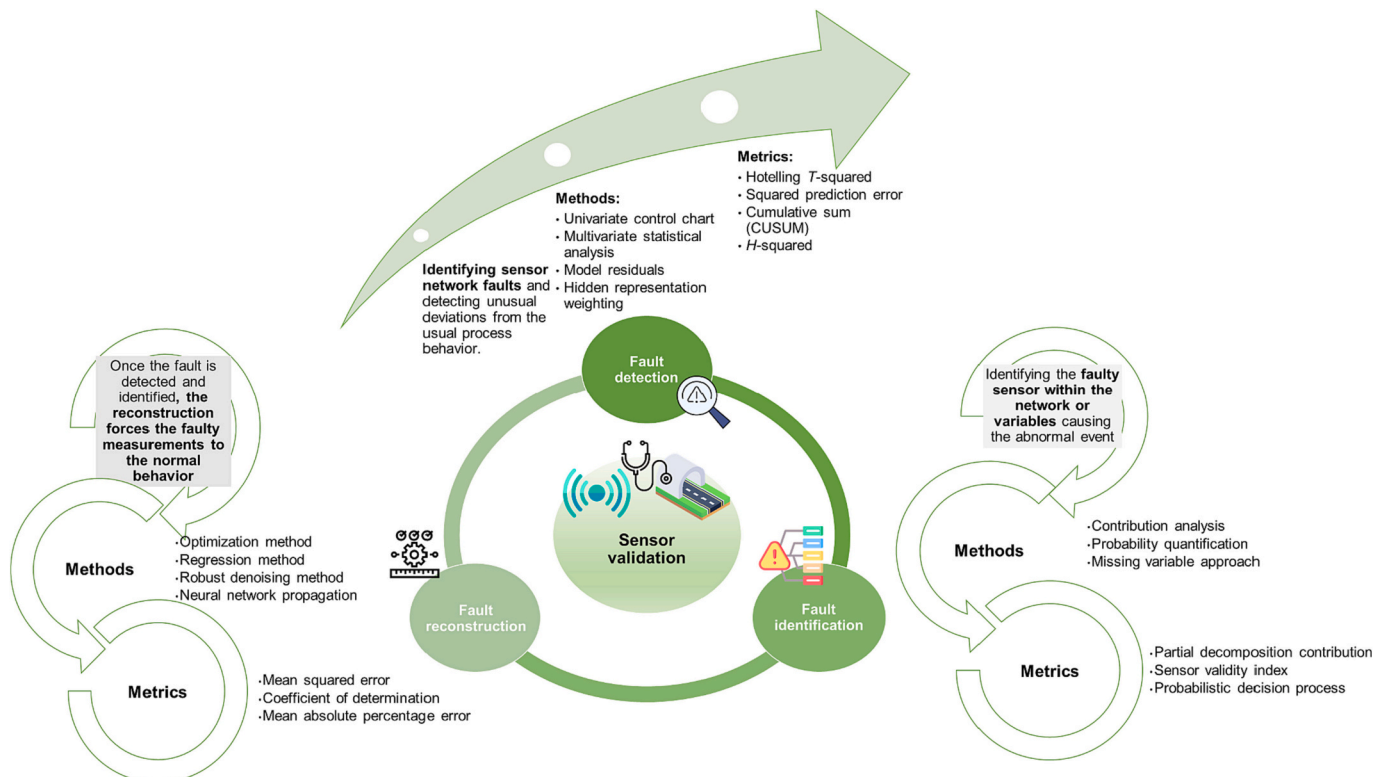 Metrics:
· Hotelling T-squared
· Squared prediction error
· Cumulative sum
(CUSUM)
· H-squared
Methods:
· Univariate control chart
· Multivariate statistical
analysis
· Model residuals
· Hidden representation
weighting
Identifying sensor
network faults and
detecting unusual
deviations from the
usual process
behavior.
Fault
detection
Once the fault is
detected and
identified, the
reconstruction
forces the faulty
measurements to
the normal
behavior
Methods
·Optimization method
·Regression method
·Robust denoising method
·Neural network propagation
Metrics
·Mean squared error
·Coefficient of determination
·Mean absolute percentage error
Sensor
validation
Fault
reconstruction
Fault
identification
Identifying the faulty
sensor within the
network or
variables causing
the abnormal event
Methods
·Contribution analysis
·Probability quantification
·Missing variable approach
Metrics
·Partial decomposition contribution
·Sensor validity index
·Probabilistic decision process